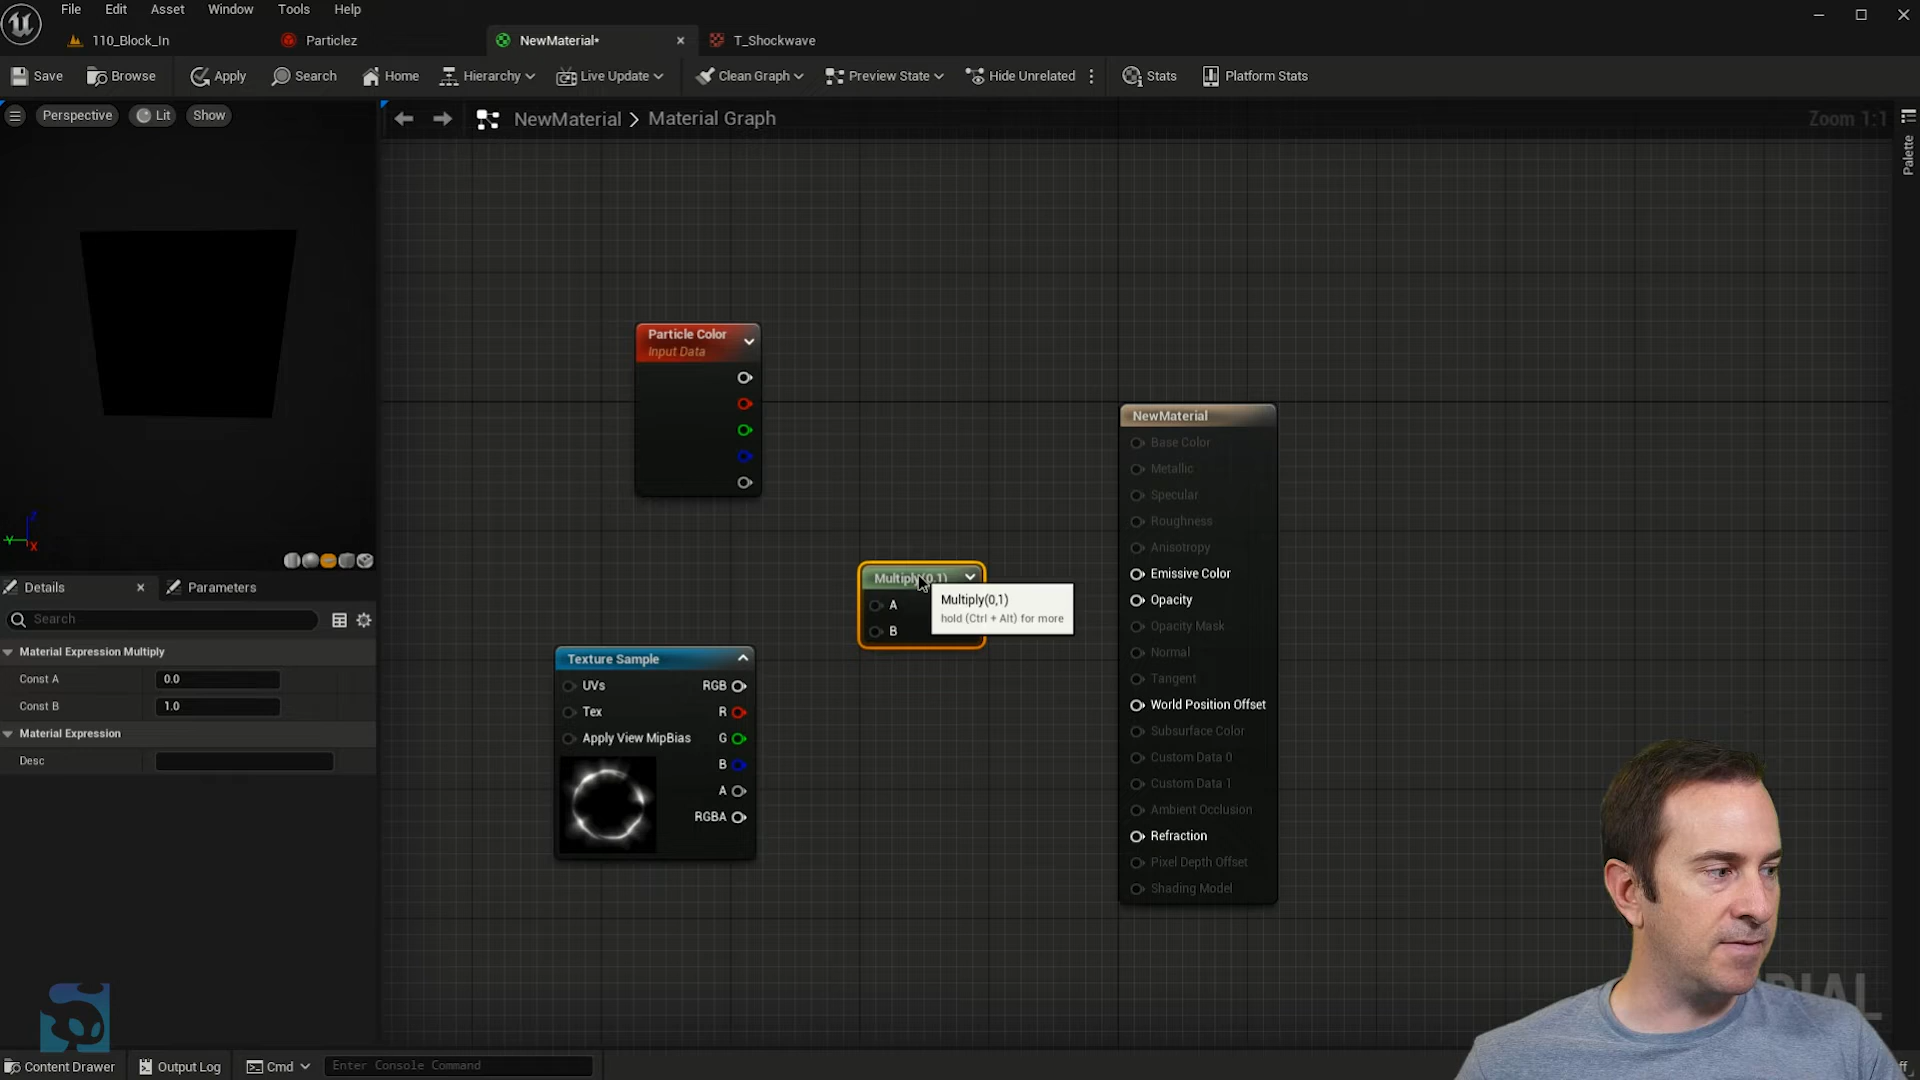 File Edit Asset Window Tools Help
110_Block_In Particlez NewMaterial• T_Shockwave
Save Browse Apply Search Home Hierarchy Live Update Clean Graph Preview State Hide Unrelated Stats Platform Stats
Perspective Lit Show
NewMaterial > Material Graph
Zoom 1:1
Palette
Particle Color
Input Data
NewMaterial
Base Color
Metallic
Specular
Roughness
Anisotropy
Emissive Color
Opacity
Opacity Mask
Normal
Tangent
World Position Offset
Subsurface Color
Custom Data 0
Custom Data 1
Ambient Occlusion
Refraction
Pixel Depth Offset
Shading Model
Multiply(0,1)
A
B
Multiply(0,1)
hold (Ctrl + Alt) for more
Texture Sample
UVs RGB
Tex R
Apply View MipBias G
B
A
RGBA
Y Z X
Details Parameters
Search
Material Expression Multiply
Const A 0.0
Const B 1.0
Material Expression
Desc
Content Drawer Output Log Cmd Enter Console Command